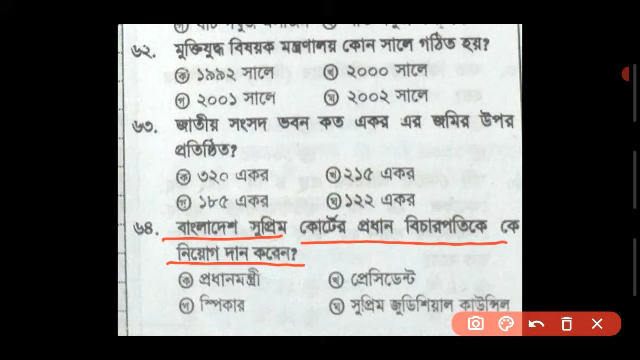 ৬২. মুক্তিযুদ্ধ বিষয়ক মন্ত্রণালয় কোন সালে গঠিত হয়?
ক ১৯৯২ সালে খ ২০০০ সালে
গ ২০০১ সালে ঘ ২০০২ সালে
৬৩. জাতীয় সংসদ ভবন কত একর এর জমির উপর
প্রতিষ্ঠিত?
ক ৩২০ একর খ ২১৫ একর
গ ১৮৫ একর ঘ ১২২ একর
৬৪. বাংলাদেশ সুপ্রিম কোর্টের প্রধান বিচারপতিকে কে
নিয়োগ দান করেন?
ক প্রধানমন্ত্রী খ প্রেসিডেন্ট
গ স্পিকার ঘ সুপ্রিম জুডিশিয়াল কাউন্সিল